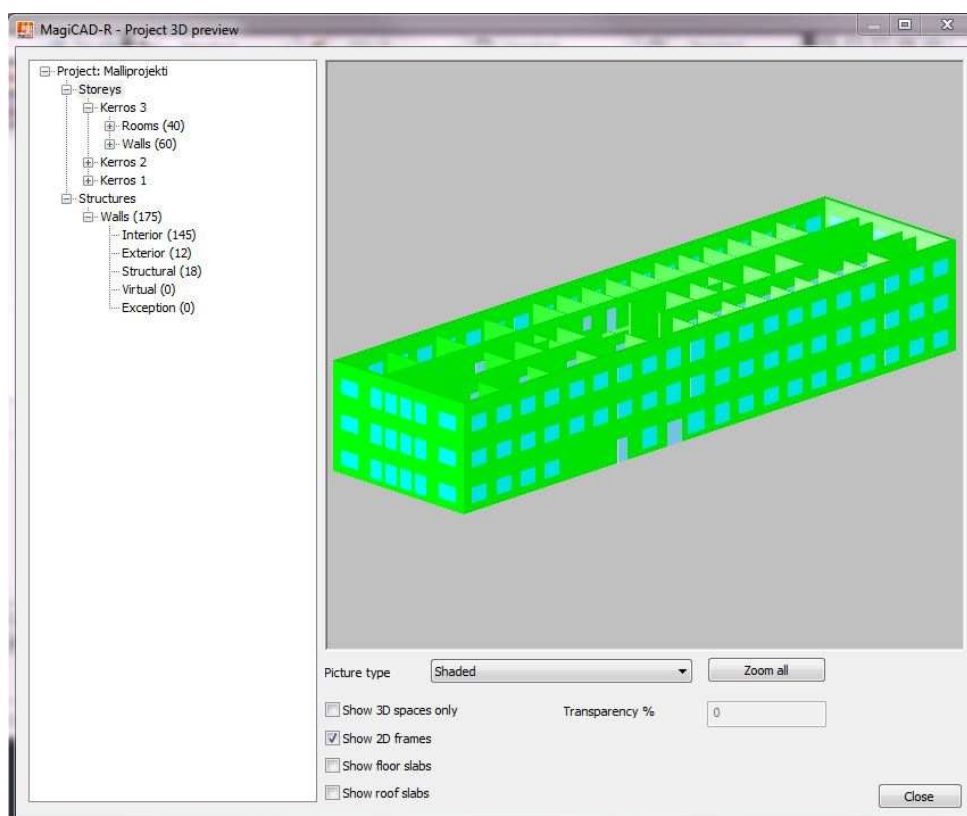 MagiCAD-R - Project 3D preview
Project: Malliprojekti
Storeys
Kerros 3
Rooms (40)
Walls (60)
Kerros 2
Kerros 1
Structures
Walls (175)
Interior (145)
Exterior (12)
Structural (18)
Virtual (0)
Exception (0)
Picture type Shaded Zoom all
Show 3D spaces only Transparency % 0
Show 2D frames
Show floor slabs
Show roof slabs
Close